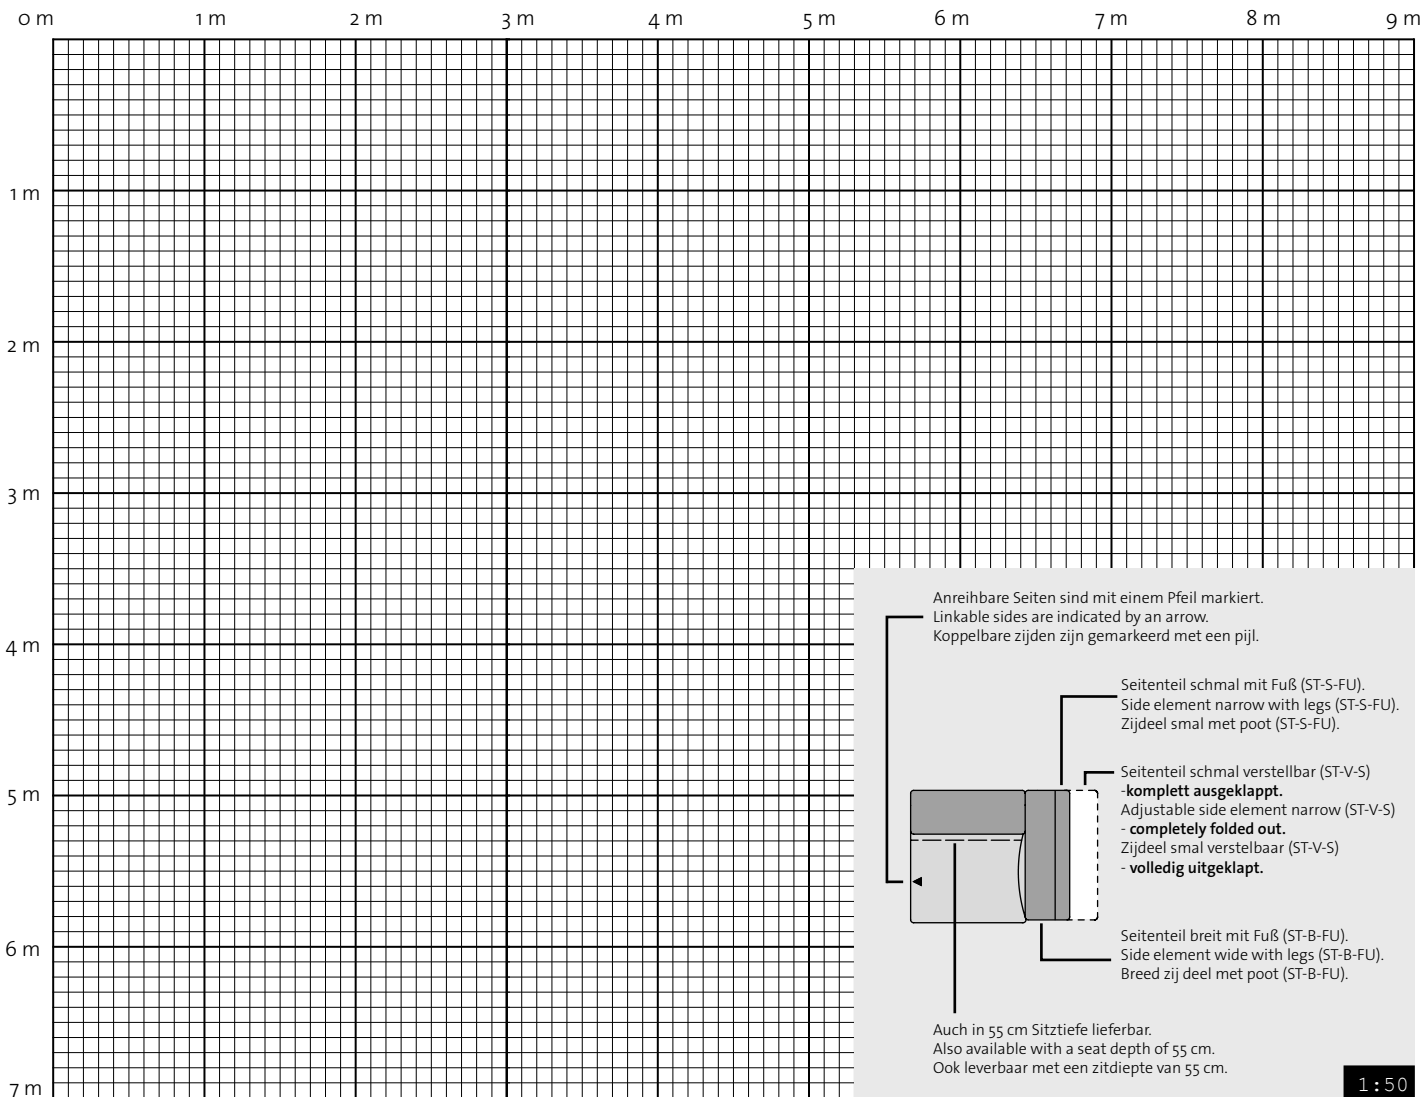 0 m 1 m 2 m 3 m 4 m 5 m 6 m 7 m 8 m 9 m
1 m
2 m
3 m
4 m
5 m
6 m
7 m
Anreihbare Seiten sind mit einem Pfeil markiert.
Linkable sides are indicated by an arrow.
Koppelbare zijden zijn gemarkeerd met een pijl.
Seitenteil schmal mit Fuß (ST-S-FU).
Side element narrow with legs (ST-S-FU).
Zijdeel smal met poot (ST-S-FU).
Seitenteil schmal verstellbar (ST-V-S)
-komplett ausgeklappt.
Adjustable side element narrow (ST-V-S)
- completely folded out.
Zijdeel smal verstelbaar (ST-V-S)
- volledig uitgeklapt.
Seitenteil breit mit Fuß (ST-B-FU).
Side element wide with legs (ST-B-FU).
Breed zij deel met poot (ST-B-FU).
Auch in 55 cm Sitztiefe lieferbar.
Also available with a seat depth of 55 cm.
Ook leverbaar met een zitdiepte van 55 cm.
1:50